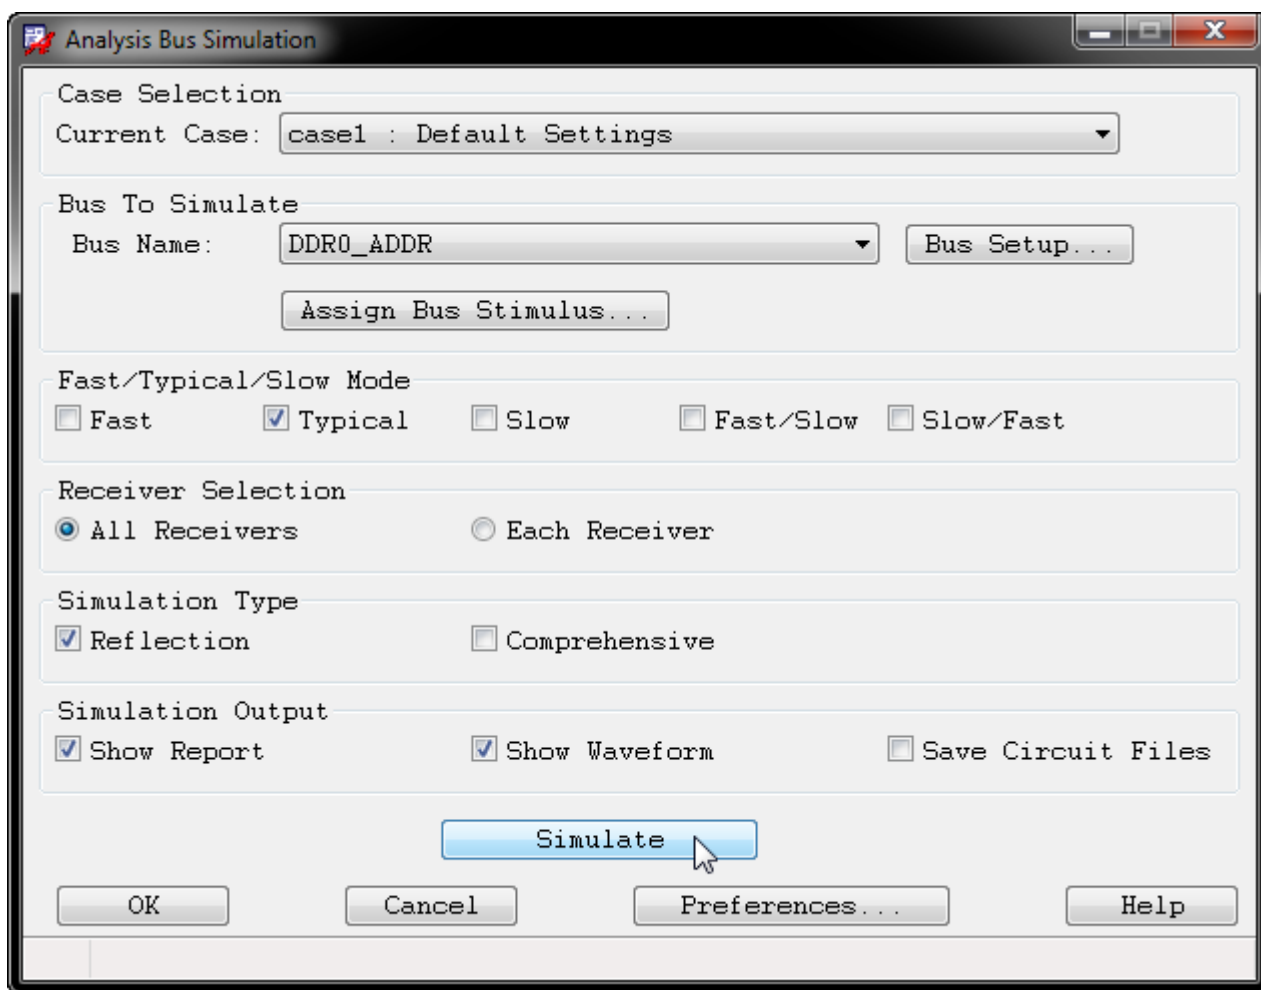 Analysis Bus Simulation
Case Selection
Current Case: case1 : Default Settings
Bus To Simulate
Bus Name: DDR0_ADDR Bus Setup...
Assign Bus Stimulus...
Fast/Typical/Slow Mode
Fast Typical Slow Fast/Slow Slow/Fast
Receiver Selection
All Receivers Each Receiver
Simulation Type
Reflection Comprehensive
Simulation Output
Show Report Show Waveform Save Circuit Files
Simulate
OK Cancel Preferences... Help